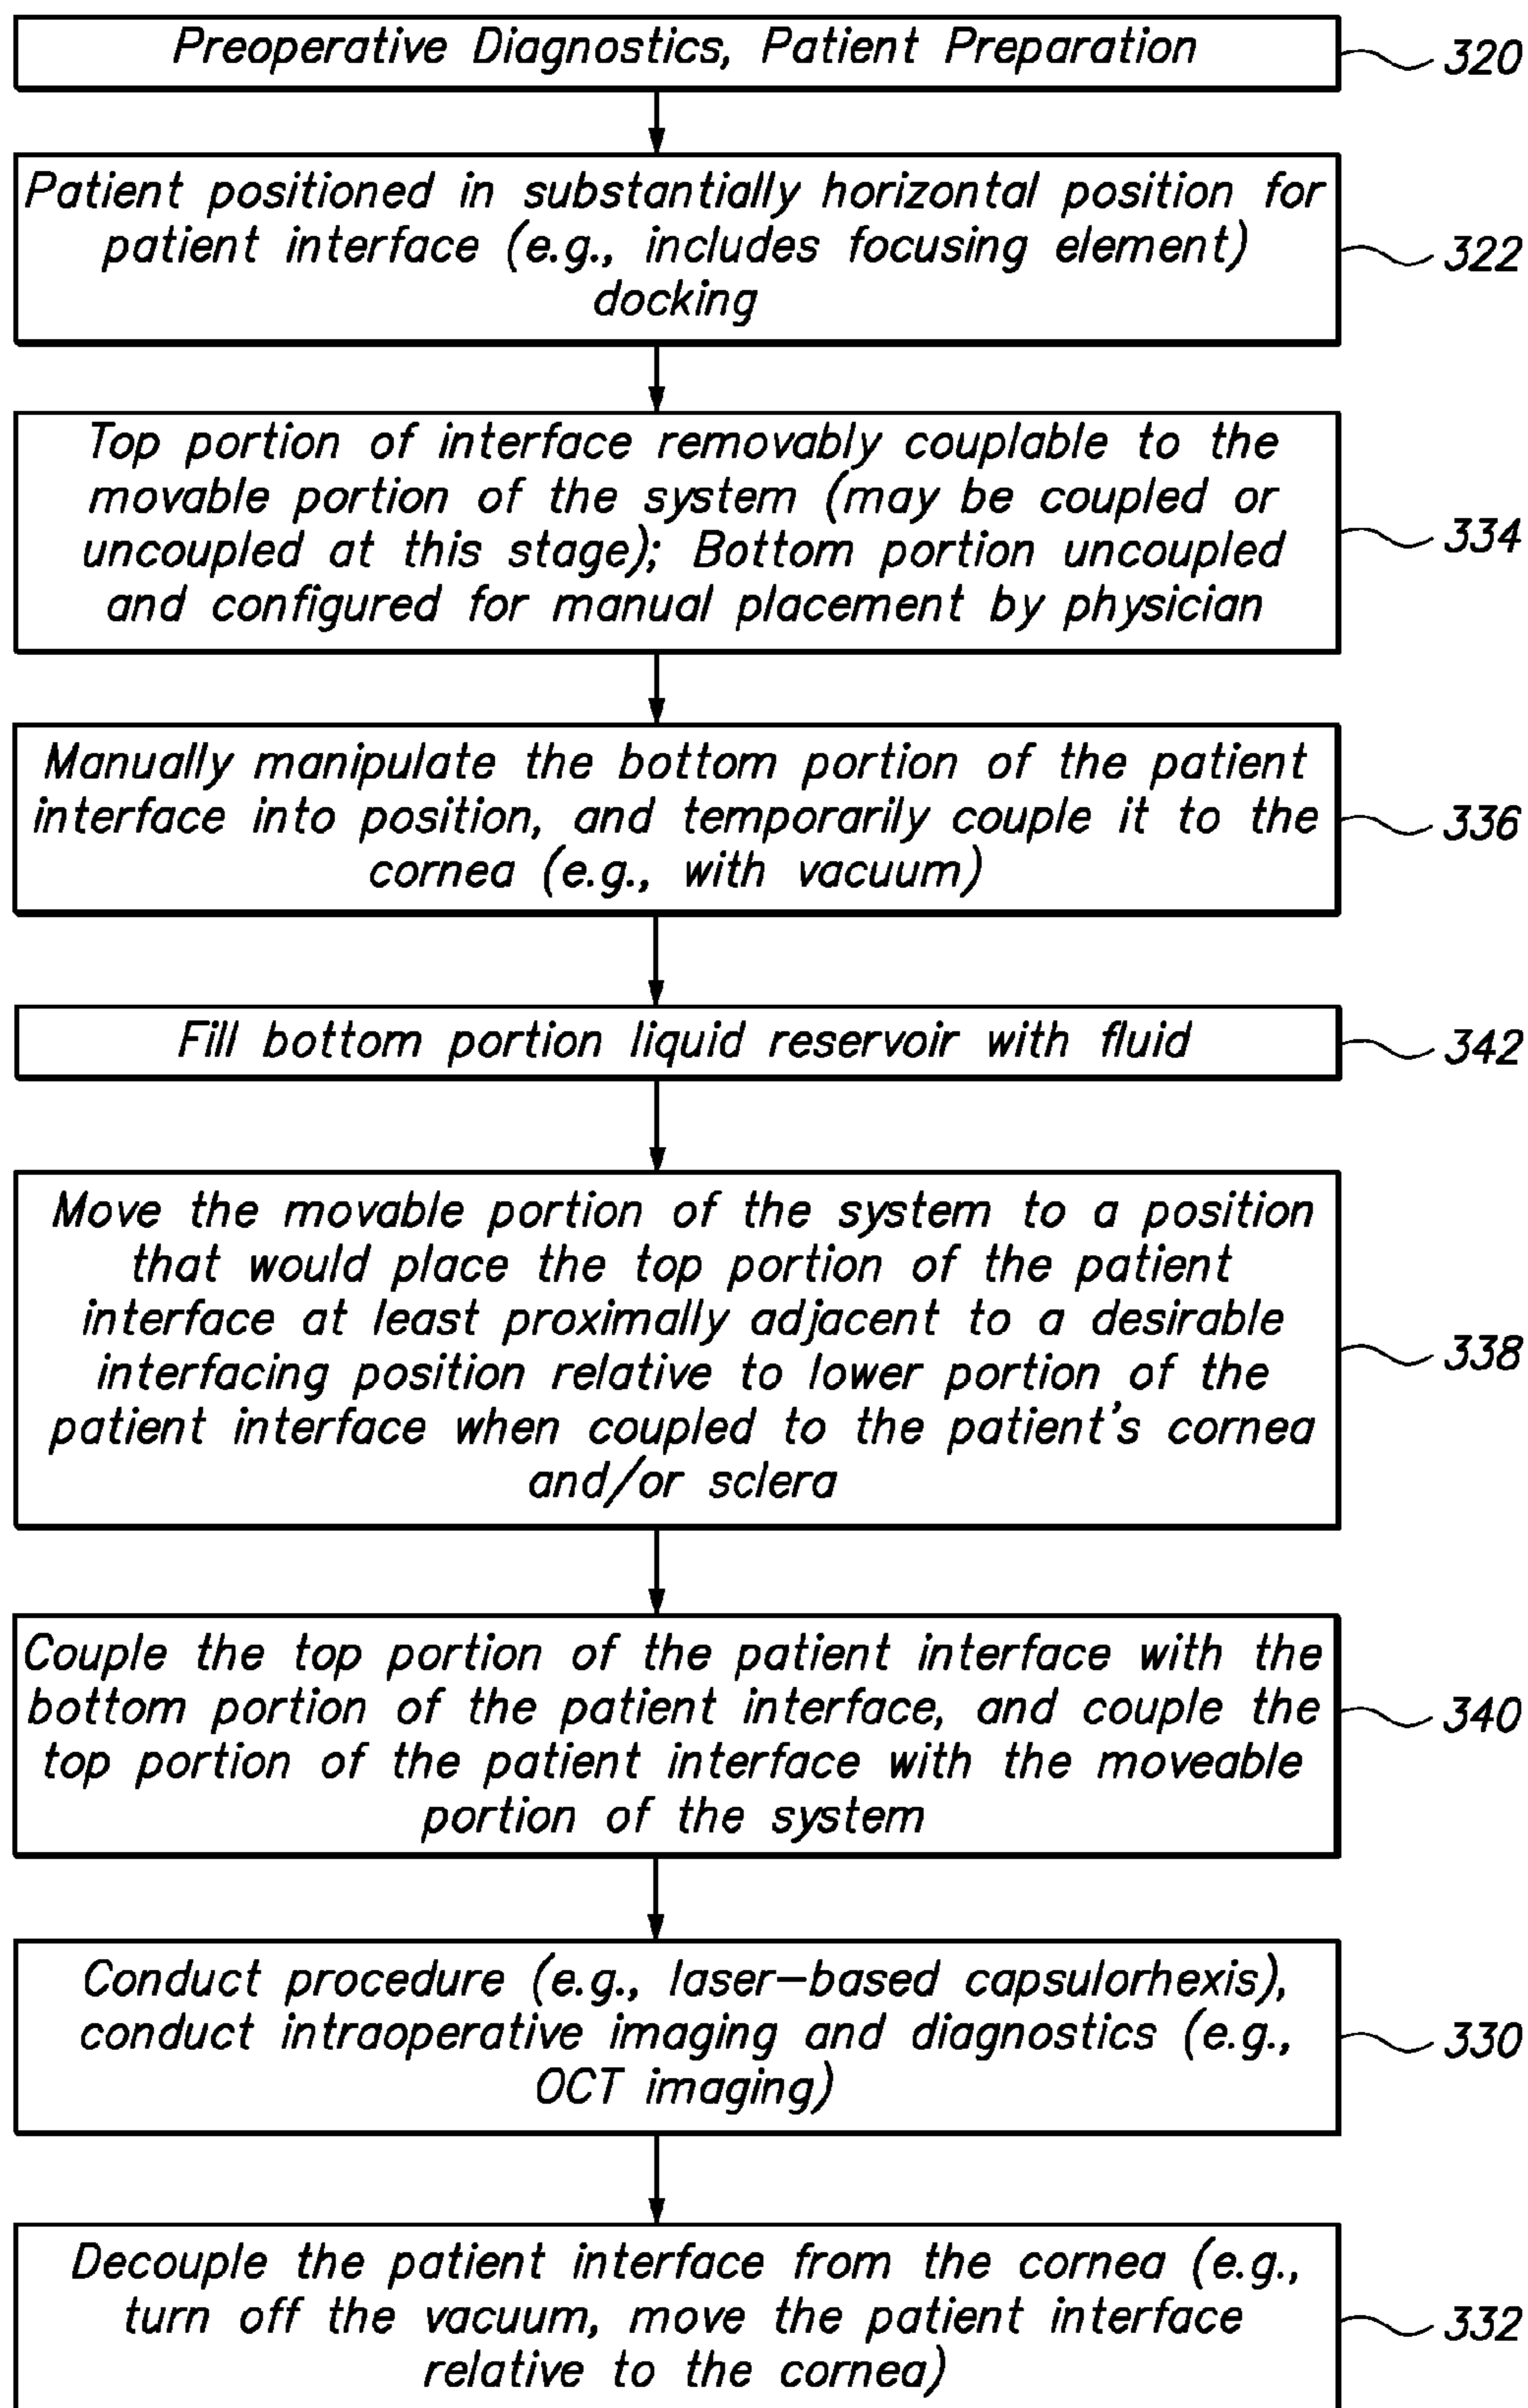 Preoperative Diagnostics, Patient Preparation
320
Patient positioned in substantially horizontal position for
patient interface (e.g., includes focusing element)
docking
322
Top portion of interface removably couplable to the
movable portion of the system (may be coupled or
uncoupled at this stage); Bottom portion uncoupled
and configured for manual placement by physician
334
Manually manipulate the bottom portion of the patient
interface into position, and temporarily couple it to the
cornea (e.g., with vacuum)
336
Fill bottom portion liquid reservoir with fluid
342
Move the movable portion of the system to a position
that would place the top portion of the patient
interface at least proximally adjacent to a desirable
interfacing position relative to lower portion of the
patient interface when coupled to the patient's cornea
and/or sclera
338
Couple the top portion of the patient interface with the
bottom portion of the patient interface, and couple the
top portion of the patient interface with the moveable
portion of the system
340
Conduct procedure (e.g., laser-based capsulorhexis),
conduct intraoperative imaging and diagnostics (e.g.,
OCT imaging)
330
Decouple the patient interface from the cornea (e.g.,
turn off the vacuum, move the patient interface
relative to the cornea)
332